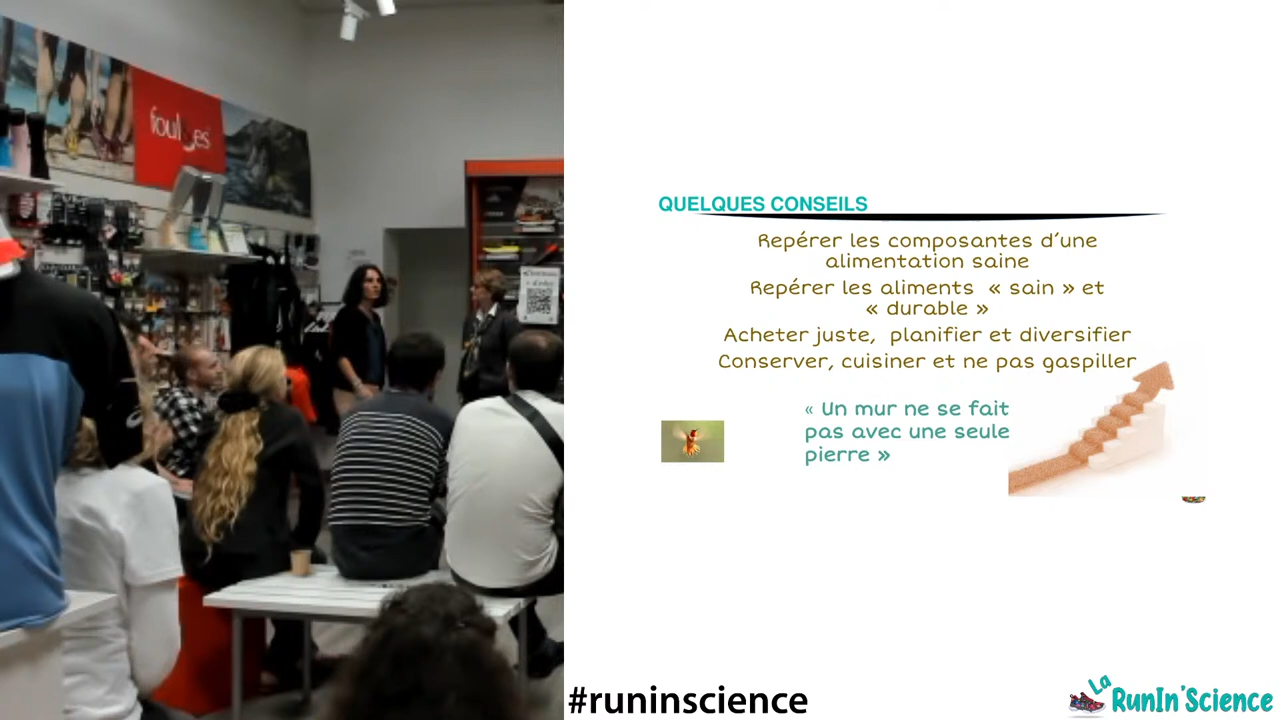 foulées
QUELQUES CONSEILS
Repérer les composantes d’une
alimentation saine
Repérer les aliments « sain » et
« durable »
Acheter juste, planifier et diversifier
Conserver, cuisiner et ne pas gaspiller
« Un mur ne se fait
pas avec une seule
pierre »
#runinscience
La
RunIn'Science